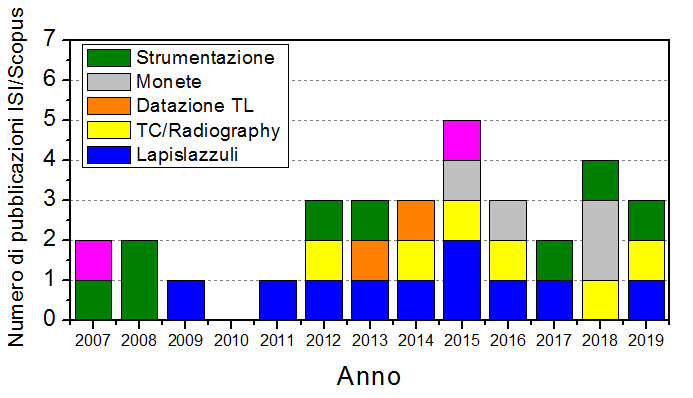 Numero di pubblicazioni ISI/Scopus
7
6
5
4
3
2
1
0
Strumentazione
Monete
Datazione TL
TC/Radiography
Lapislazzuli
2007 2008 2009 2010 2011 2012 2013 2014 2015 2016 2017 2018 2019
Anno